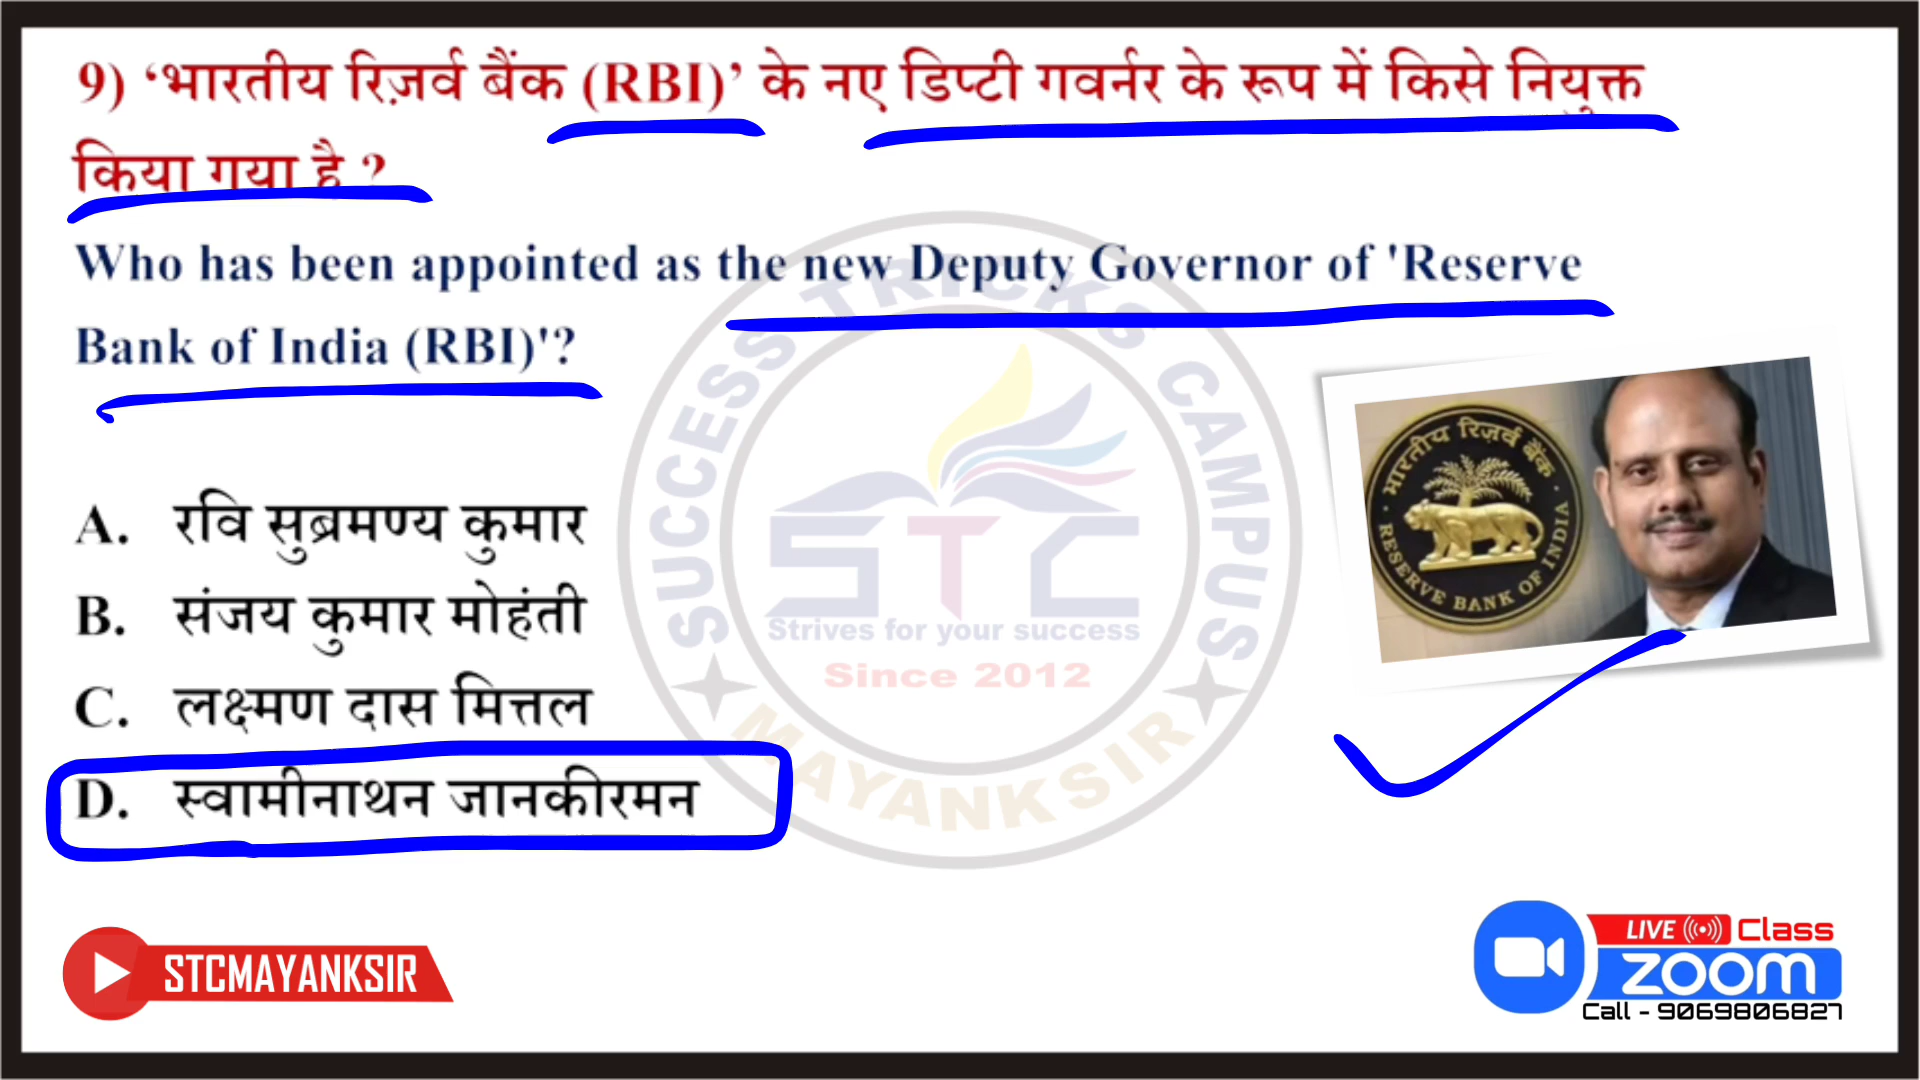 9) ‘भारतीय रिज़र्व बैंक (RBI)’ के नए डिप्टी गवर्नर के रूप में किसे नियुक्त
किया गया है ?
Who has been appointed as the new Deputy Governor of 'Reserve
Bank of India (RBI)'?
A. रवि सुब्रमण्य कुमार
B. संजय कुमार मोहंती
C. लक्ष्मण दास मित्तल
D. स्वामीनाथन जानकीरमन
SUCCESS TRICKS CAMPUS
STC
Strives for your success
Since 2012
MAYANKSIR
भारतीय रिज़र्व बैंक
RESERVE BANK OF INDIA
STCMAYANKSIR
LIVE Class
zoom
Call - 9069806827